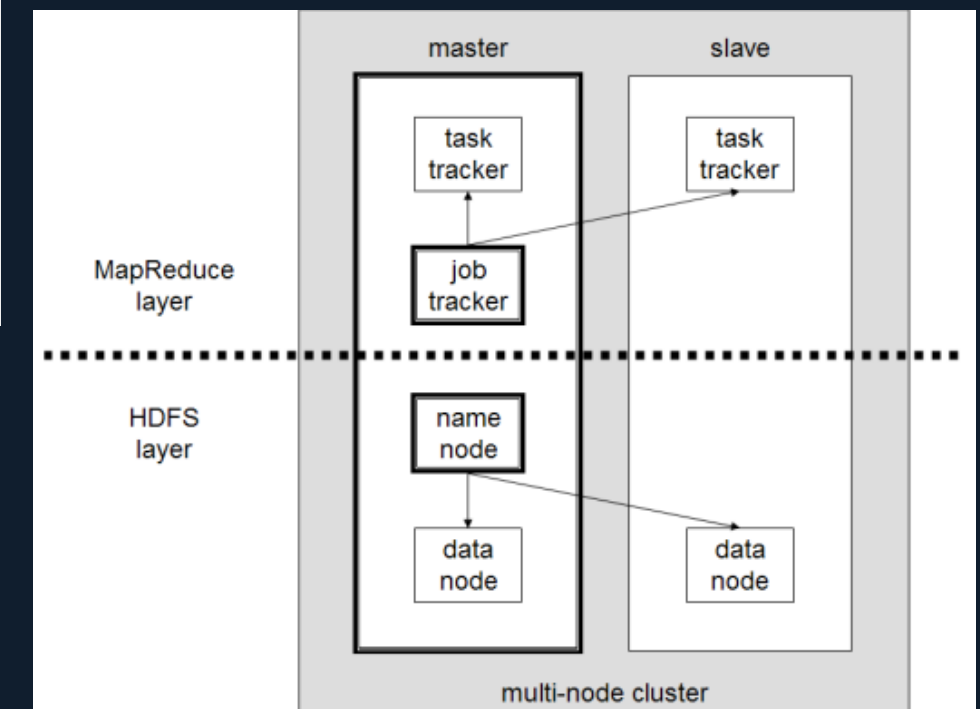 master
slave
task
tracker
task
tracker
MapReduce
layer
job
tracker
HDFS
layer
name
node
data
node
data
node
multi-node cluster